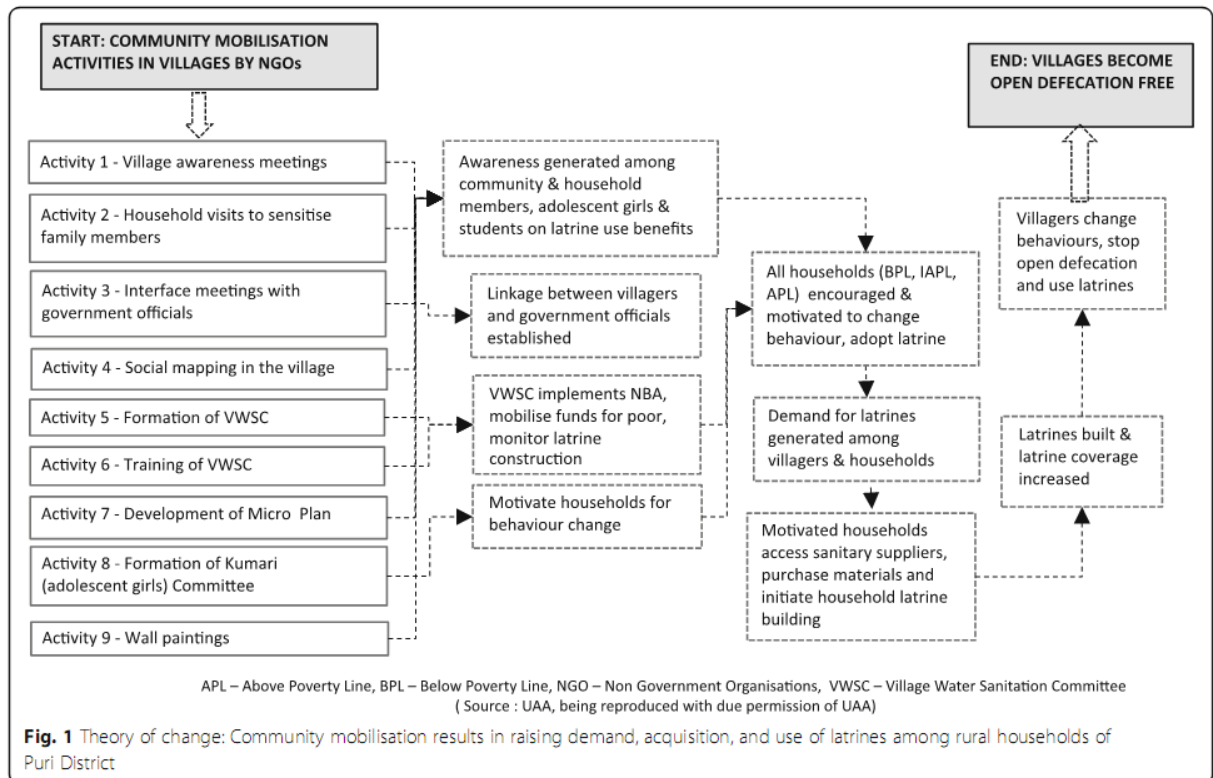 START: COMMUNITY MOBILISATION
ACTIVITIES IN VILLAGES BY NGOs
Activity 1 - Village awareness meetings
Activity 2 - Household visits to sensitise
family members
Activity 3 - Interface meetings with
government officials
Activity 4 - Social mapping in the village
Activity 5 - Formation of VWSC
Activity 6 - Training of VWSC
Activity 7 - Development of Micro Plan
Activity 8 - Formation of Kumari
(adolescent girls) Committee
Activity 9 - Wall paintings
Awareness generated among
community & household
members, adolescent girls &
students on latrine use benefits
Linkage between villagers
and government officials
established
VWSC implements NBA,
mobilise funds for poor,
monitor latrine
construction
Motivate households for
behaviour change
All households (BPL, IAPL,
APL) encouraged &
motivated to change
behaviour, adopt latrine
Demand for latrines
generated among
villagers & households
Motivated households
access sanitary suppliers,
purchase materials and
initiate household latrine
building
Latrines built &
latrine coverage
increased
Villagers change
behaviours, stop
open defecation
and use latrines
END: VILLAGES BECOME
OPEN DEFECATION FREE
APL – Above Poverty Line, BPL – Below Poverty Line, NGO – Non Government Organisations, VWSC – Village Water Sanitation Committee
( Source : UAA, being reproduced with due permission of UAA)
Fig. 1 Theory of change: Community mobilisation results in raising demand, acquisition, and use of latrines among rural households of
Puri District